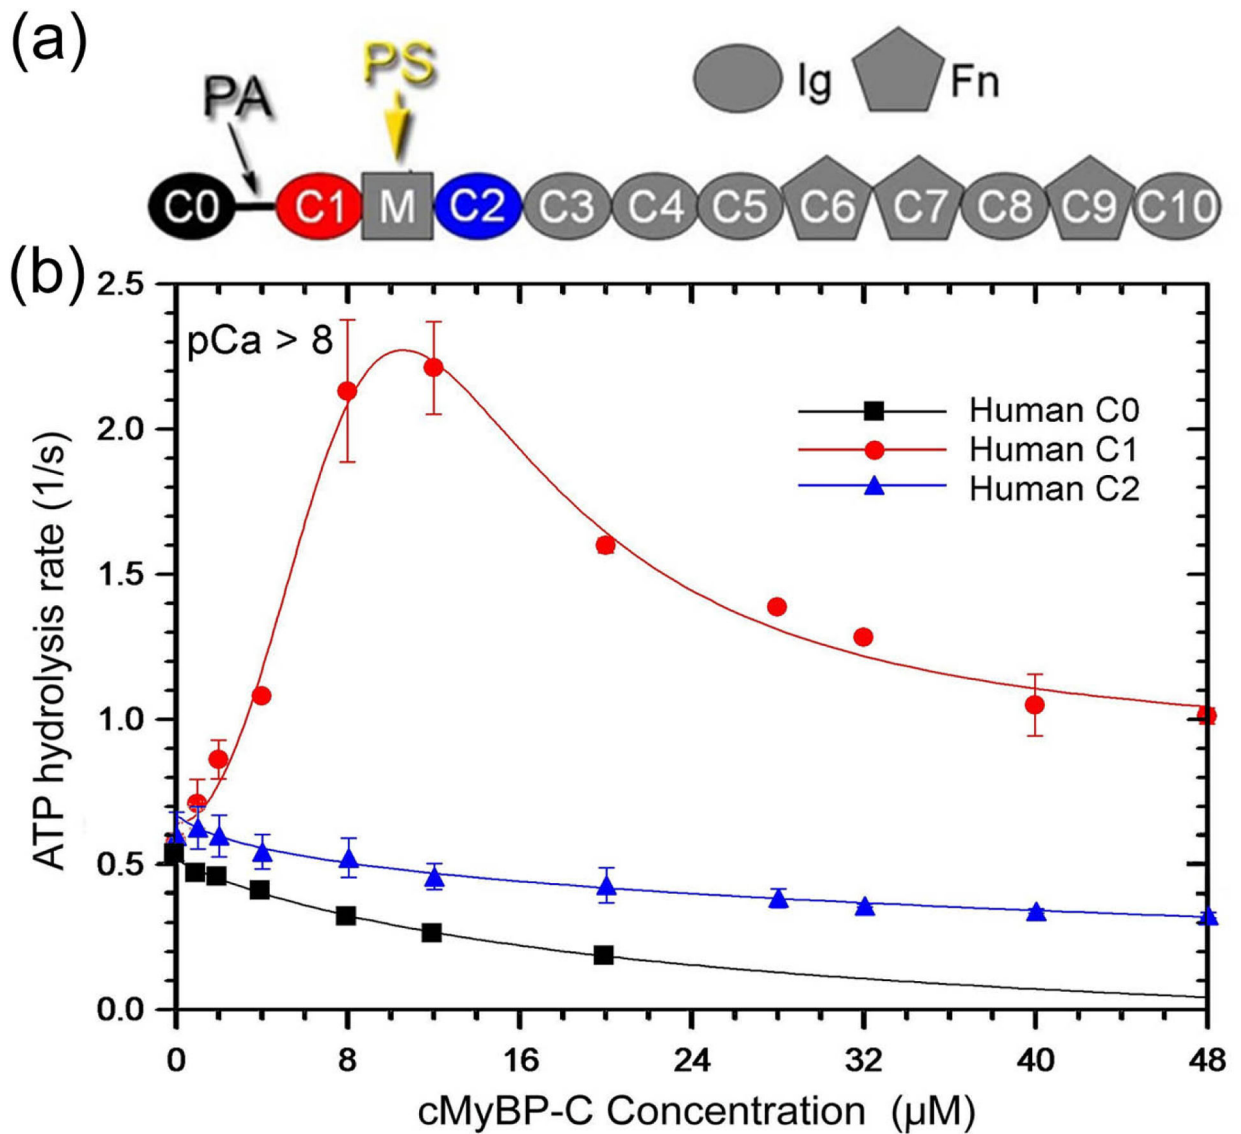 (a)
PS
PA
Ig
Fn
C0 C1 M C2 C3 C4 C5 C6 C7 C8 C9 C10
(b)
pCa > 8
Human C0
Human C1
Human C2
ATP hydrolysis rate (1/s)
2.5
2.0
1.5
1.0
0.5
0.0
0 8 16 24 32 40 48
cMyBP-C Concentration (µM)